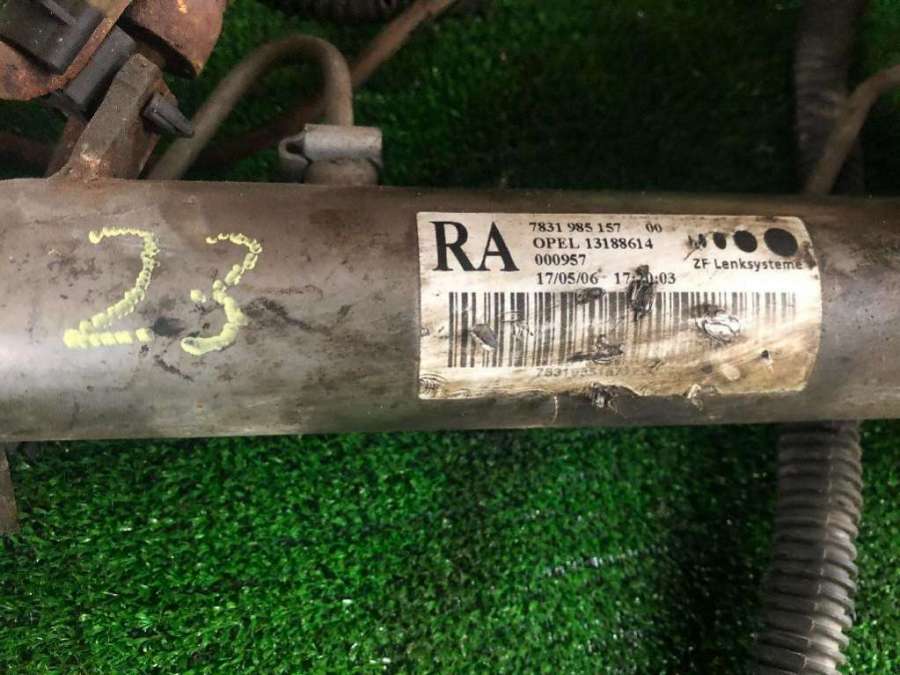 23
RA
7831 985 157 00
OPEL 13188614
000957
17/05/06
ZF Lenksysteme